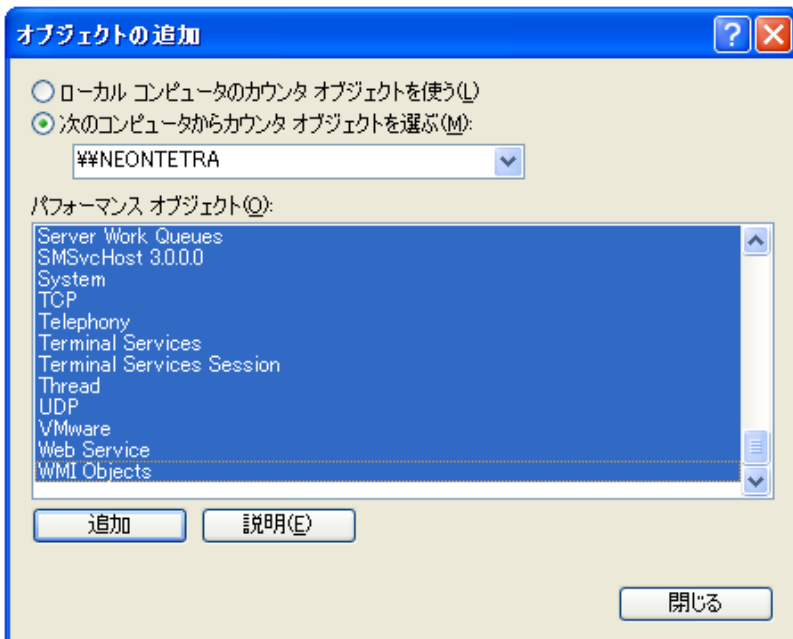 オブジェクトの追加
ローカル コンピュータのカウンタ オブジェクトを使う(L)
次のコンピュータからカウンタ オブジェクトを選ぶ(M):
¥¥NEONTETRA
パフォーマンス オブジェクト(O):
Server Work Queues
SMSvcHost 3.0.0.0
System
TCP
Telephony
Terminal Services
Terminal Services Session
Thread
UDP
VMware
Web Service
WMI Objects
追加 説明(E)
閉じる